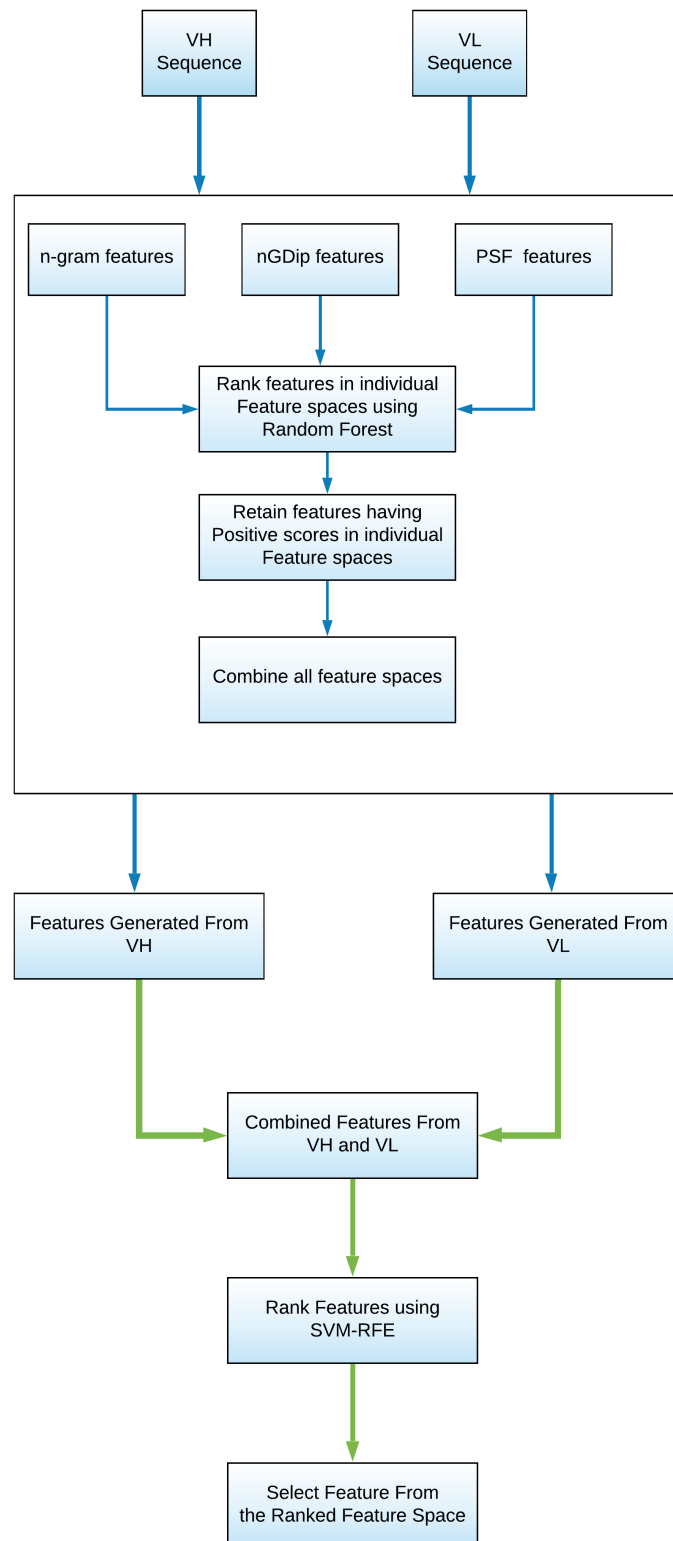 VH
Sequence
VL
Sequence
n-gram features
nGDip features
PSF features
Rank features in individual
Feature spaces using
Random Forest
Retain features having
Positive scores in individual
Feature spaces
Combine all feature spaces
Features Generated From
VH
Features Generated From
VL
Combined Features From
VH and VL
Rank Features using
SVM-RFE
Select Feature From
the Ranked Feature Space